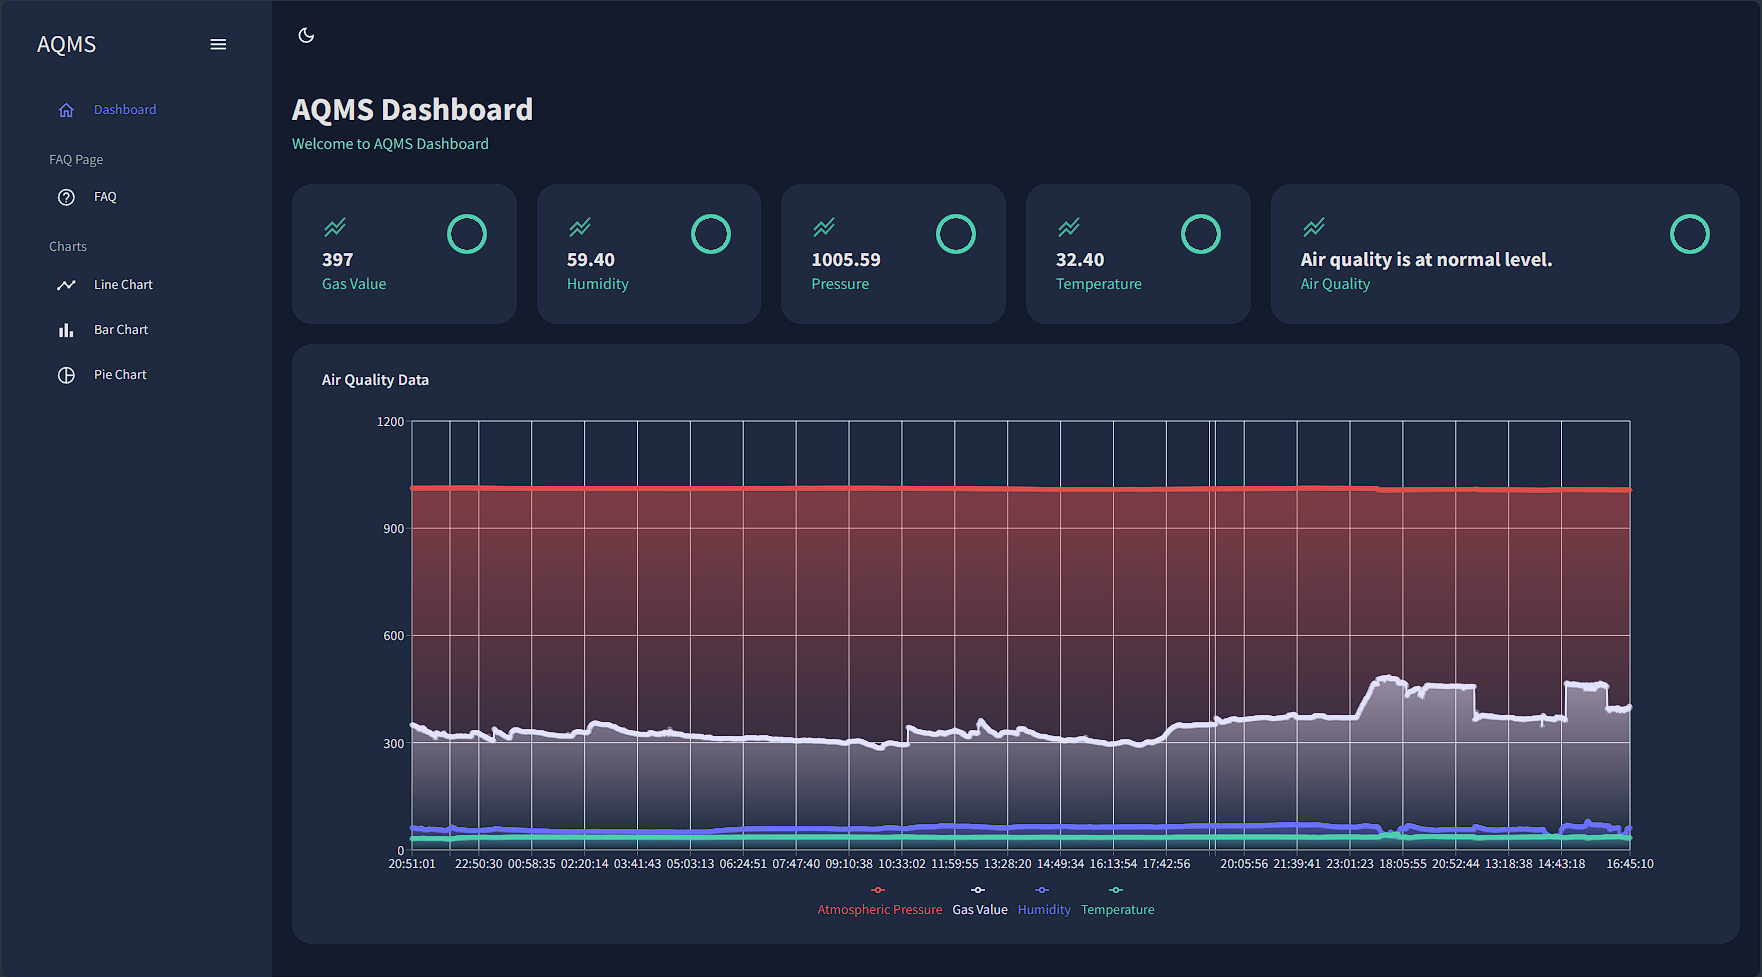 AQMS
Dashboard
FAQ Page
FAQ
Charts
Line Chart
Bar Chart
Pie Chart
AQMS Dashboard
Welcome to AQMS Dashboard
397
Gas Value
59.40
Humidity
1005.59
Pressure
32.40
Temperature
Air quality is at normal level.
Air Quality
Air Quality Data
1200
900
600
300
0
20:51:01 22:50:30 00:58:35 02:20:14 03:41:43 05:03:13 06:24:51 07:47:40 09:10:38 10:33:02 11:59:55 13:28:20 14:49:34 16:13:54 17:42:56 20:05:56 21:39:41 23:01:23 18:05:55 20:52:44 13:18:38 14:43:18 16:45:10
Atmospheric Pressure Gas Value Humidity Temperature